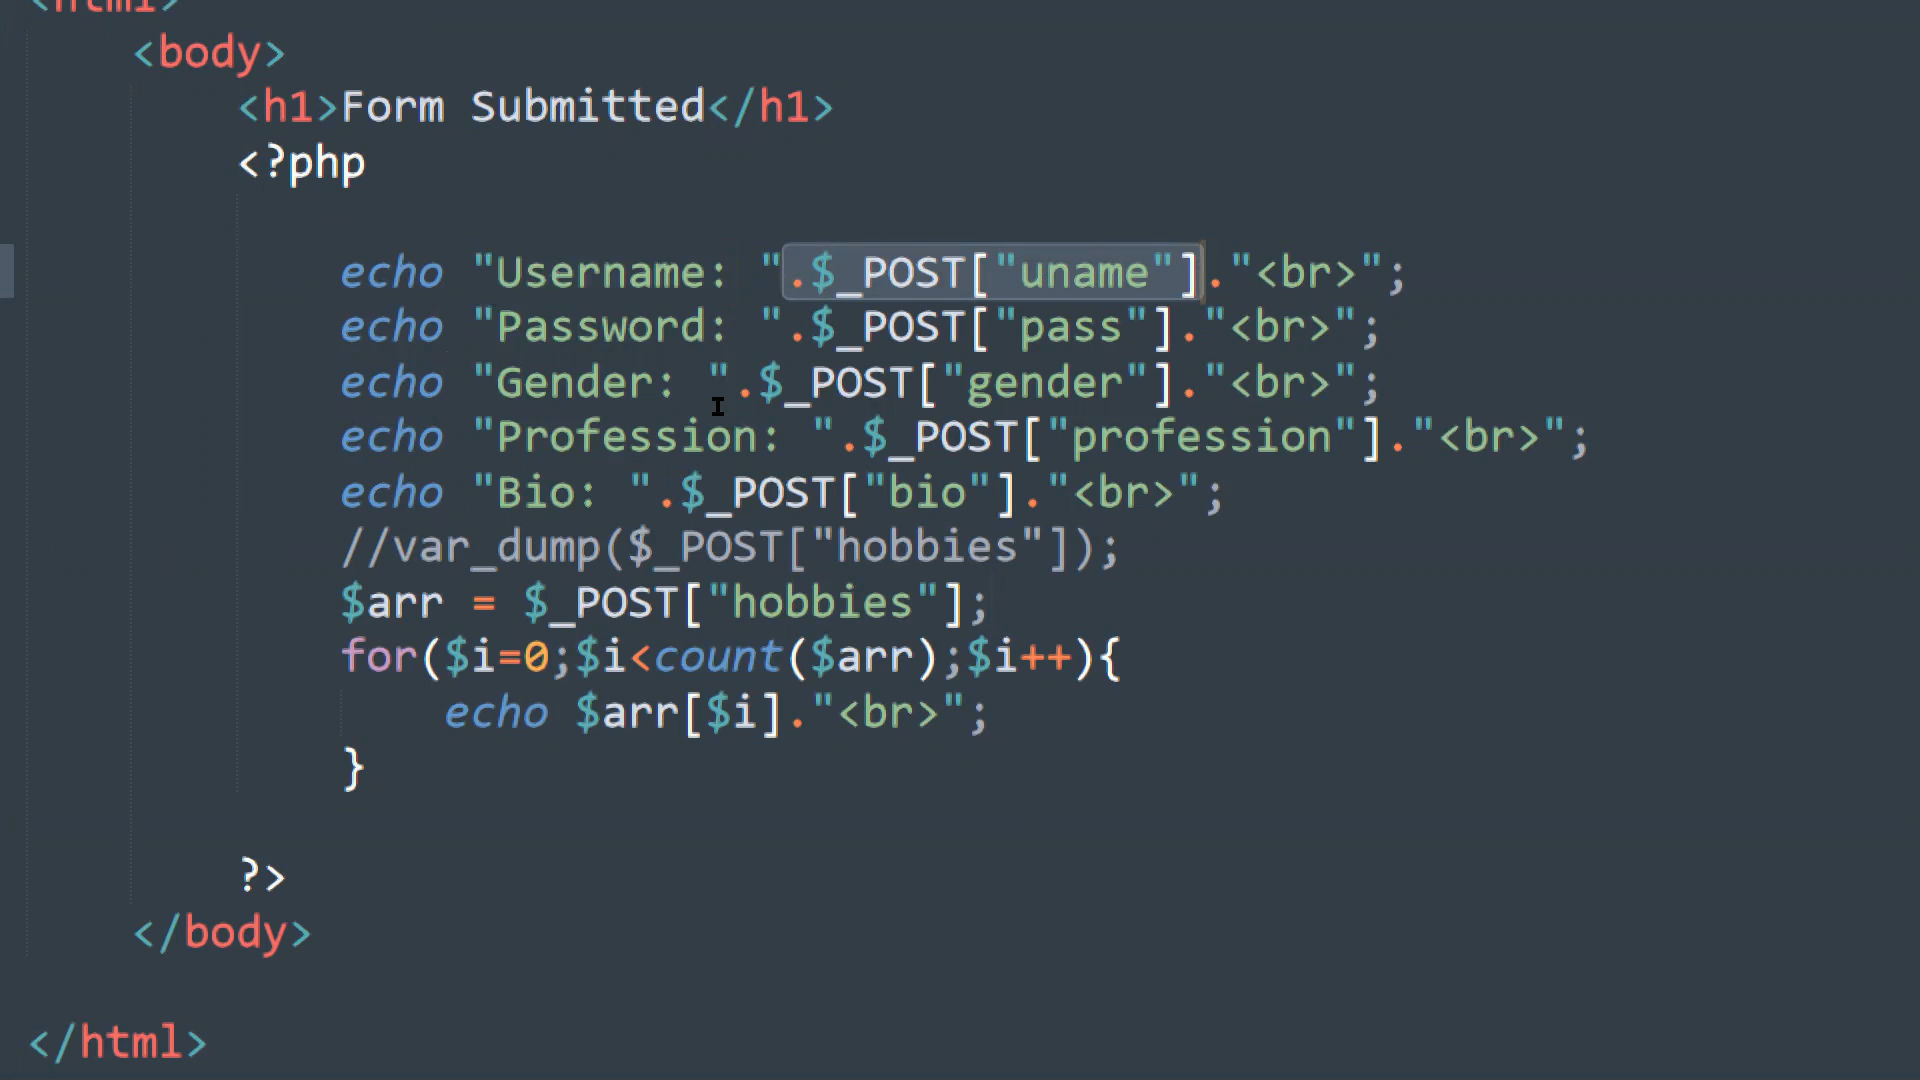 <html>
<body>
<h1>Form Submitted</h1>
<?php
echo "Username: ".$_POST["uname"]."<br>";
echo "Password: ".$_POST["pass"]."<br>";
echo "Gender: ".$_POST["gender"]."<br>";
echo "Profession: ".$_POST["profession"]."<br>";
echo "Bio: ".$_POST["bio"]."<br>";
//var_dump($_POST["hobbies"]);
$arr = $_POST["hobbies"];
for($i=0;$i<count($arr);$i++){
echo $arr[$i]."<br>";
}
?>
</body>
</html>